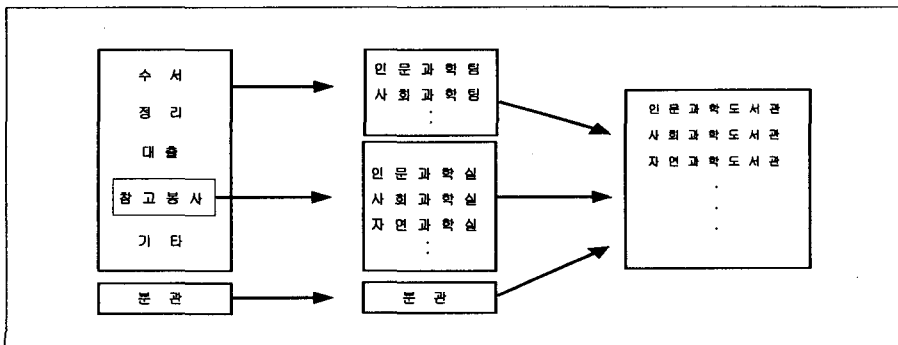 수 서
정 리
대 출
참 고 봉 사
기 타
분 관
인 문 과 학 팀
사 회 과 학 팀
인 문 과 학 실
사 회 과 학 실
자 연 과 학 실
분 관
인 문 과 학 도 서 관
사 회 과 학 도 서 관
자 연 과 학 도 서 관